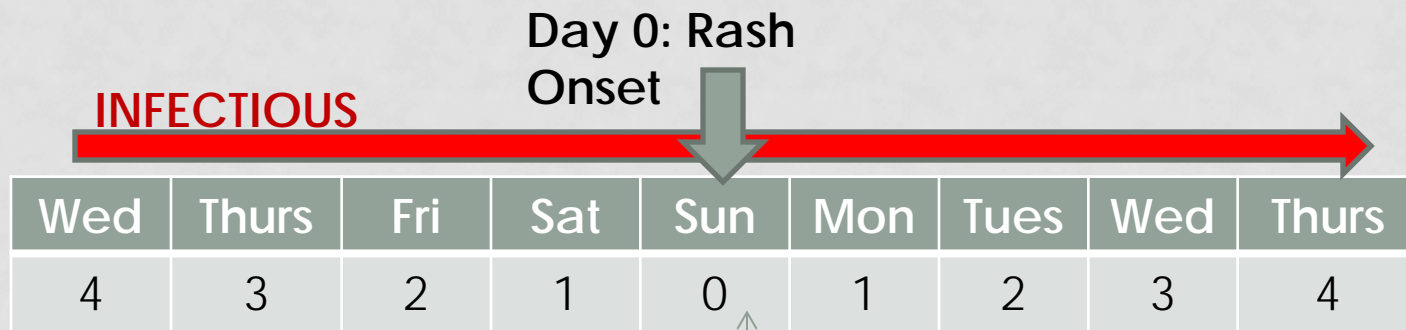 Day 0: Rash
Onset
INFECTIOUS
Wed Thurs Fri Sat Sun Mon Tues Wed Thurs
4 3 2 1 0 1 2 3 4